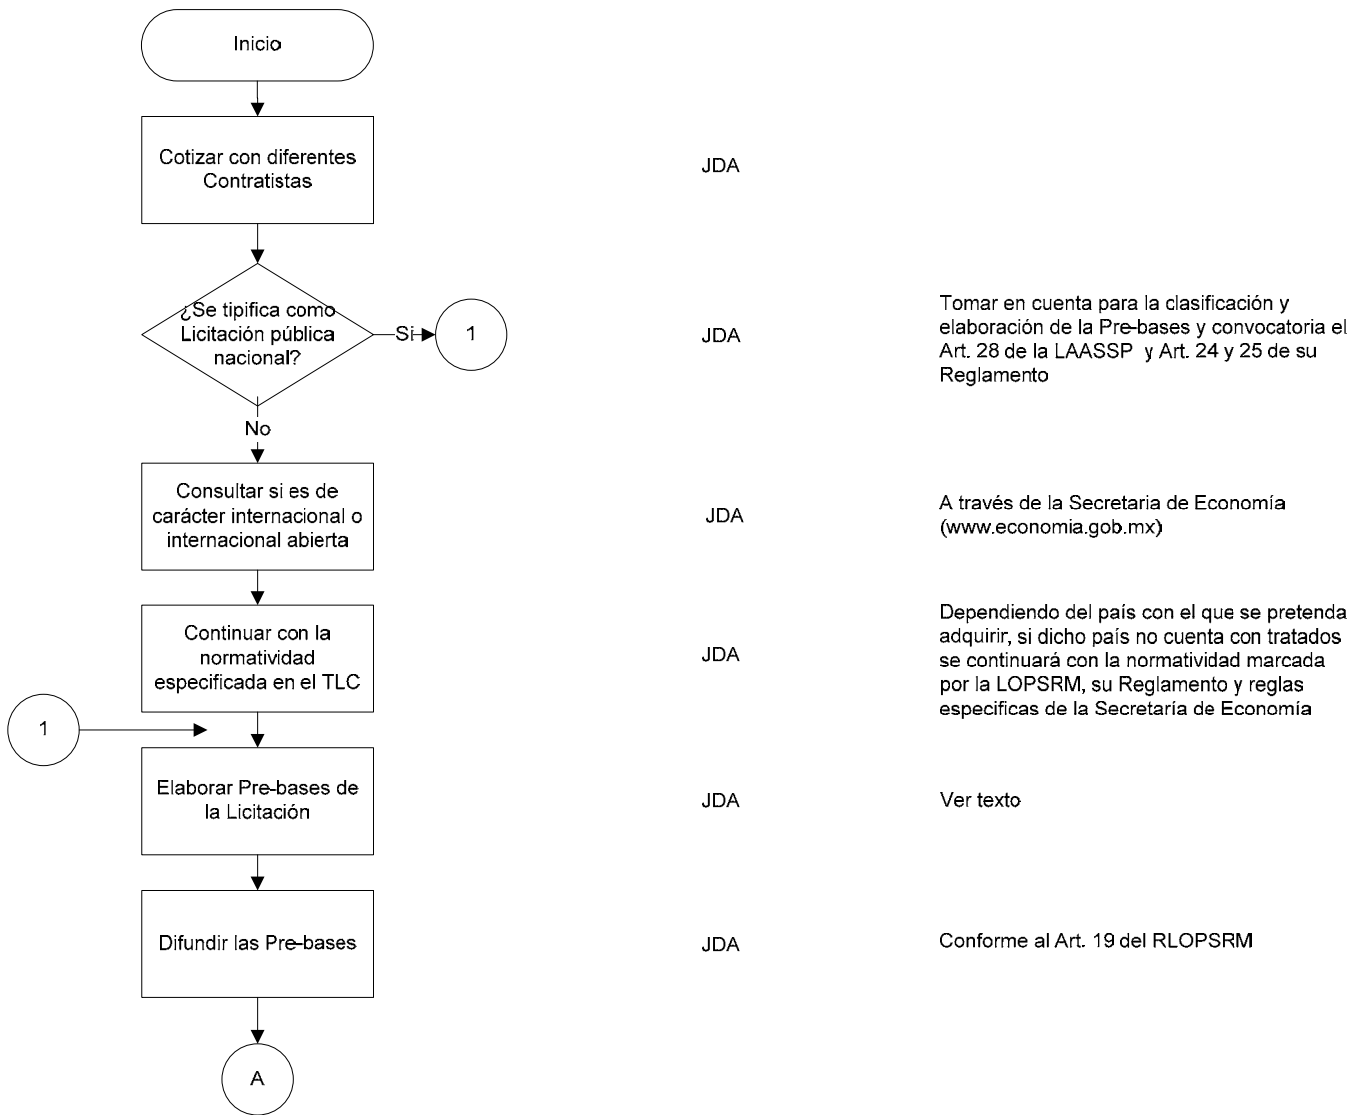 Inicio
Cotizar con diferentes
Contratistas
JDA
¿Se tipifica como
Licitación pública
nacional?
Si
1
JDA
Tomar en cuenta para la clasificación y
elaboración de la Pre-bases y convocatoria el
Art. 28 de la LAASSP y Art. 24 y 25 de su
Reglamento
No
Consultar si es de
carácter internacional o
internacional abierta
JDA
A través de la Secretaria de Economía
(www.economia.gob.mx)
Continuar con la
normatividad
especificada en el TLC
JDA
Dependiendo del país con el que se pretenda
adquirir, si dicho país no cuenta con tratados
se continuará con la normatividad marcada
por la LOPSRM, su Reglamento y reglas
especificas de la Secretaría de Economía
1
Elaborar Pre-bases de
la Licitación
JDA
Ver texto
Difundir las Pre-bases
JDA
Conforme al Art. 19 del RLOPSRM
A